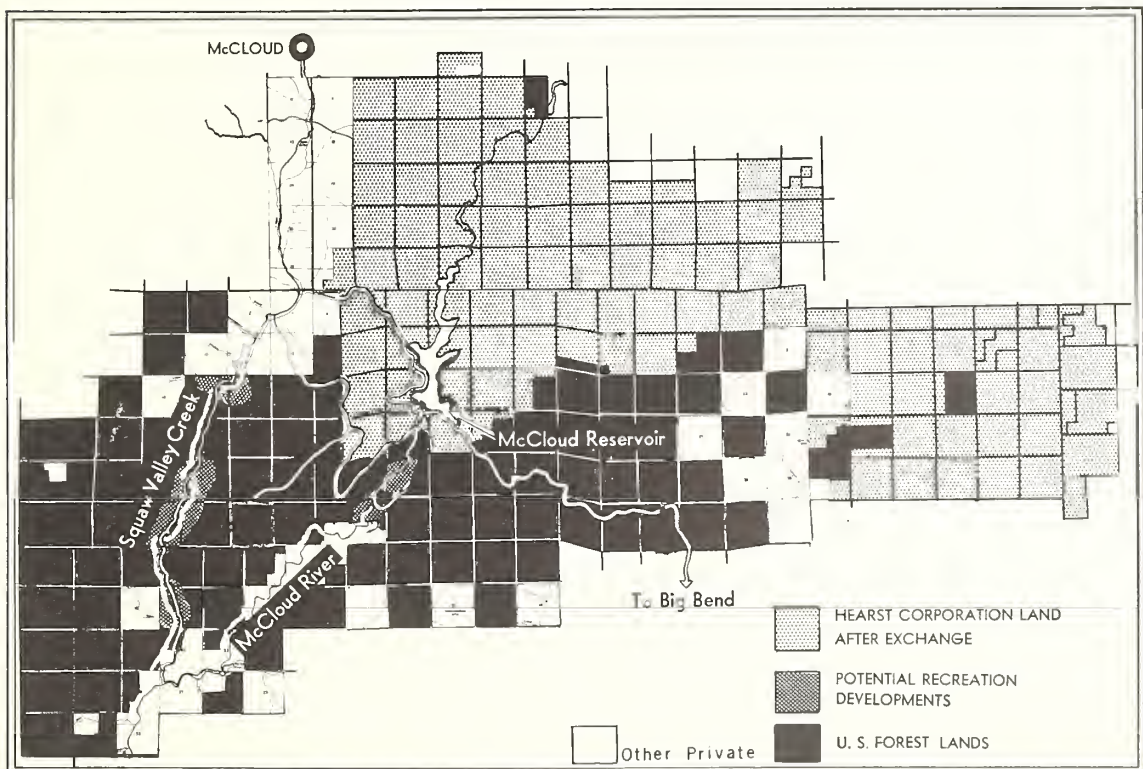 McCLOUD
Squaw Valley Creek
McCloud Reservoir
McCloud River
To Big Bend
HEARST CORPORATION LAND
AFTER EXCHANGE
POTENTIAL RECREATION
DEVELOPMENTS
Other Private
U. S. FOREST LANDS